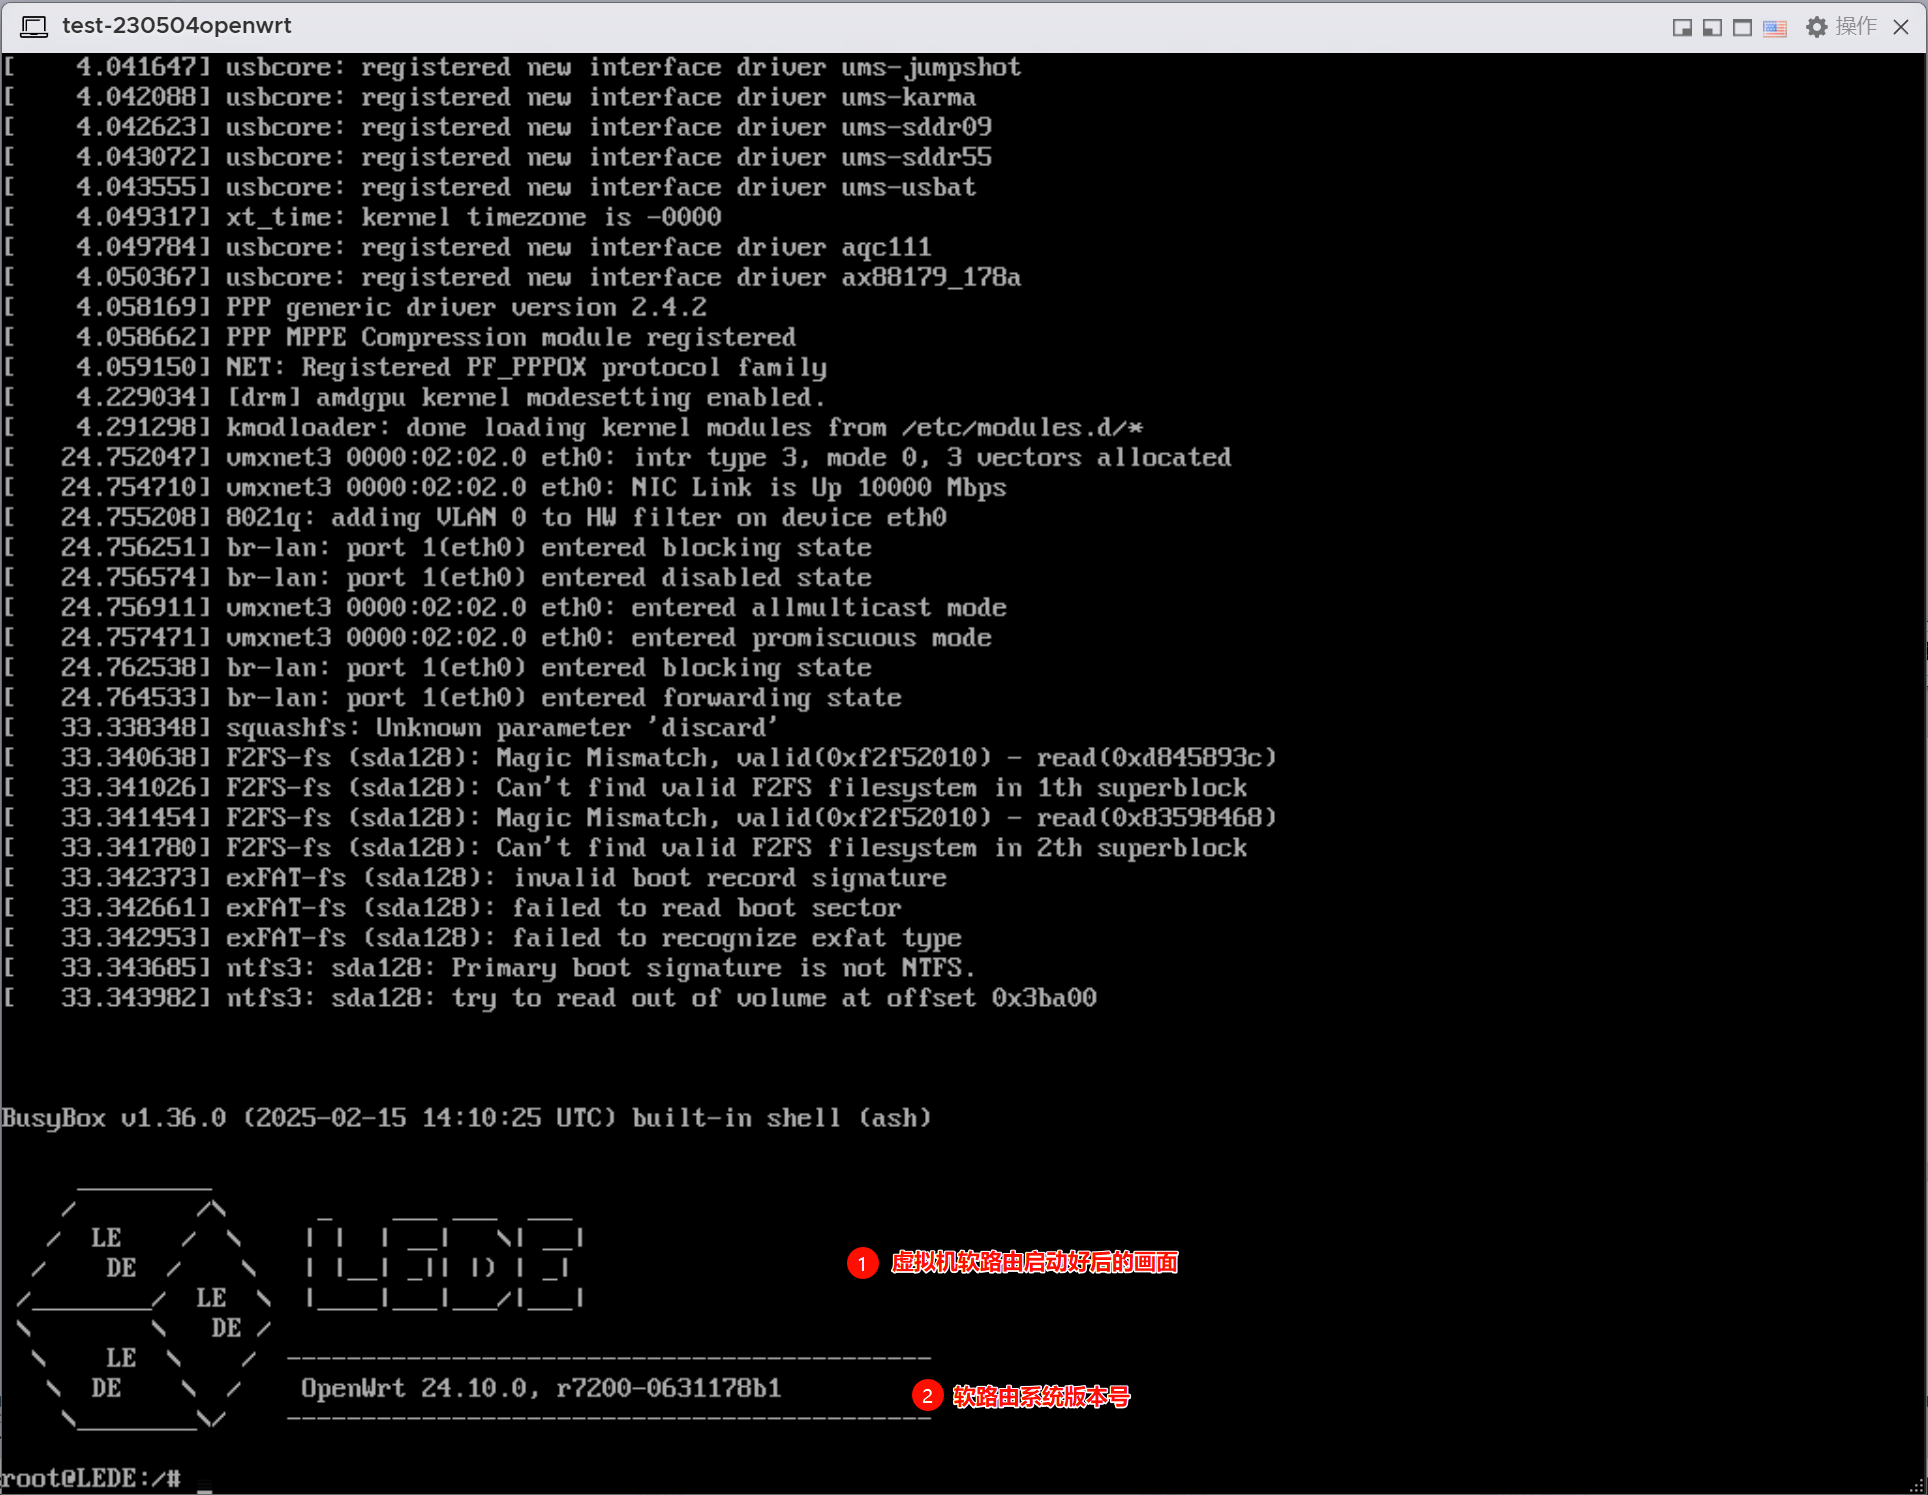 test-230504openwrt
操作
[    4.041647] usbcore: registered new interface driver ums-jumpshot
[    4.042088] usbcore: registered new interface driver ums-karma
[    4.042623] usbcore: registered new interface driver ums-sddr09
[    4.043072] usbcore: registered new interface driver ums-sddr55
[    4.043555] usbcore: registered new interface driver ums-usbat
[    4.049317] xt_time: kernel timezone is -0000
[    4.049784] usbcore: registered new interface driver aqc111
[    4.050367] usbcore: registered new interface driver ax88179_178a
[    4.058169] PPP generic driver version 2.4.2
[    4.058662] PPP MPPE Compression module registered
[    4.059150] NET: Registered PF_PPPOX protocol family
[    4.229034] [drm] amdgpu kernel modesetting enabled.
[    4.291298] kmodloader: done loading kernel modules from /etc/modules.d/*
[   24.752047] vmxnet3 0000:02:02.0 eth0: intr type 3, mode 0, 3 vectors allocated
[   24.754710] vmxnet3 0000:02:02.0 eth0: NIC Link is Up 10000 Mbps
[   24.755208] 8021q: adding VLAN 0 to HW filter on device eth0
[   24.756251] br-lan: port 1(eth0) entered blocking state
[   24.756574] br-lan: port 1(eth0) entered disabled state
[   24.756911] vmxnet3 0000:02:02.0 eth0: entered allmulticast mode
[   24.757471] vmxnet3 0000:02:02.0 eth0: entered promiscuous mode
[   24.762538] br-lan: port 1(eth0) entered blocking state
[   24.764533] br-lan: port 1(eth0) entered forwarding state
[   33.338348] squashfs: Unknown parameter 'discard'
[   33.340638] F2FS-fs (sda128): Magic Mismatch, valid(0xf2f52010) - read(0xd845893c)
[   33.341026] F2FS-fs (sda128): Can't find valid F2FS filesystem in 1th superblock
[   33.341454] F2FS-fs (sda128): Magic Mismatch, valid(0xf2f52010) - read(0x83598468)
[   33.341780] F2FS-fs (sda128): Can't find valid F2FS filesystem in 2th superblock
[   33.342373] exFAT-fs (sda128): invalid boot record signature
[   33.342661] exFAT-fs (sda128): failed to read boot sector
[   33.342953] exFAT-fs (sda128): failed to recognize exfat type
[   33.343685] ntfs3: sda128: Primary boot signature is not NTFS.
[   33.343982] ntfs3: sda128: try to read out of volume at offset 0x3ba00
BusyBox v1.36.0 (2025-02-15 14:10:25 UTC) built-in shell (ash)
LE
DE
LE
DE
LE
DE
LEDE
1 虚拟机软路由启动好后的画面
OpenWrt 24.10.0, r7200-0631178b1
2 软路由系统版本号
root@LEDE:/# _